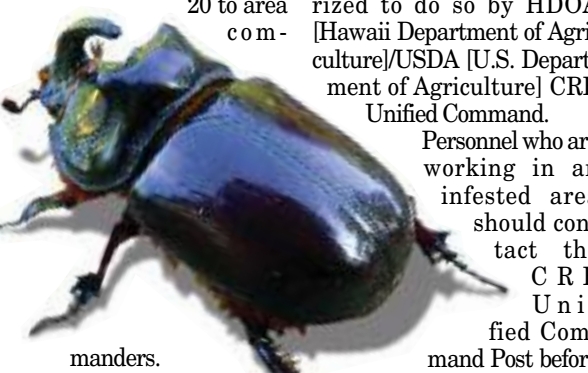 20 to area
com-
manders.
rized to do so by HDOA
[Hawaii Department of Agri
culture]/USDA [U.S. Depart
ment of Agriculture] CRB
Unified Command.
Personnel who are
working in an
infested area
should con
tact the
CRB
Uni
fied Com
mand Post before